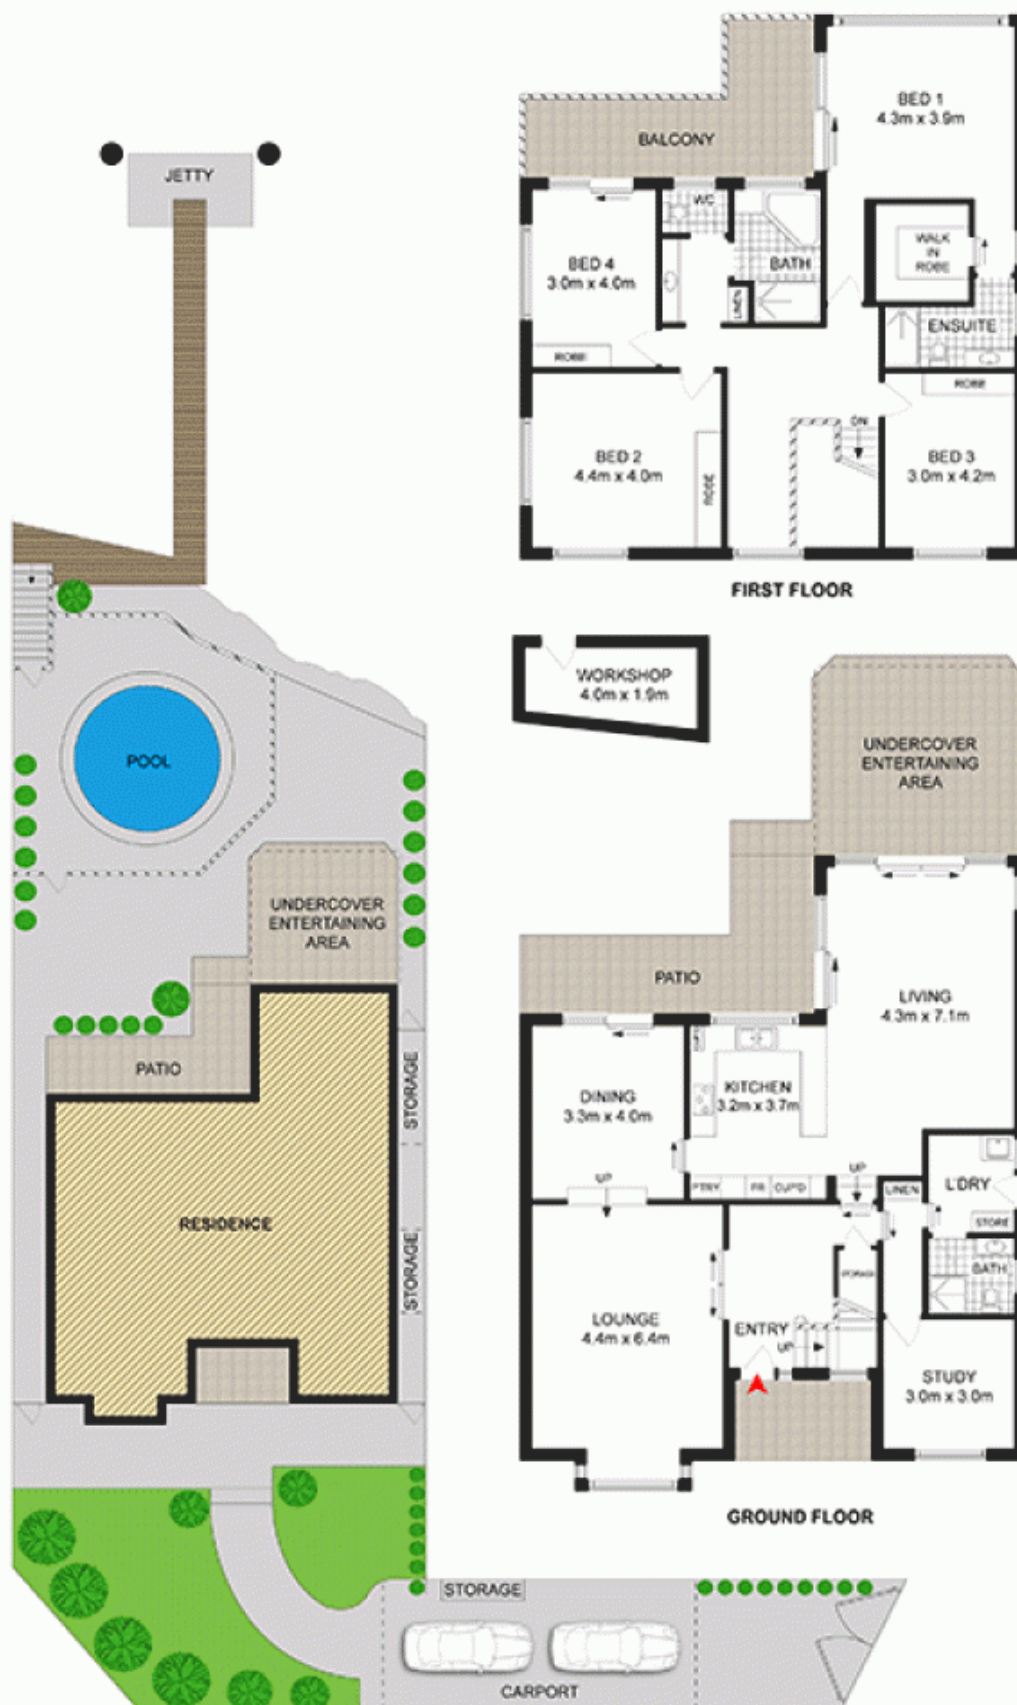 JETTY
POOL
UNDERCOVER
ENTERTAINING
AREA
PATIO
STORAGE
STORAGE
RESIDENCE
STORAGE
CARPORT
BED 1
4.3m x 3.9m
BALCONY
WC
BED 4
3.0m x 4.0m
BATH
WALK
IN
ROBE
LINEN
ENSUITE
ROBE
ROBE
BED 2
4.4m x 4.0m
ROBE
DN
BED 3
3.0m x 4.2m
FIRST FLOOR
WORKSHOP
4.0m x 1.9m
UNDERCOVER
ENTERTAINING
AREA
PATIO
LIVING
4.3m x 7.1m
DINING
3.3m x 4.0m
KITCHEN
3.2m x 3.7m
UP
UP
PTRY
FR
CUP'D
LINEN
L'DRY
STORE
BATH
STORAGE
LOUNGE
4.4m x 6.4m
ENTRY
UP
STUDY
3.0m x 3.0m
GROUND FLOOR